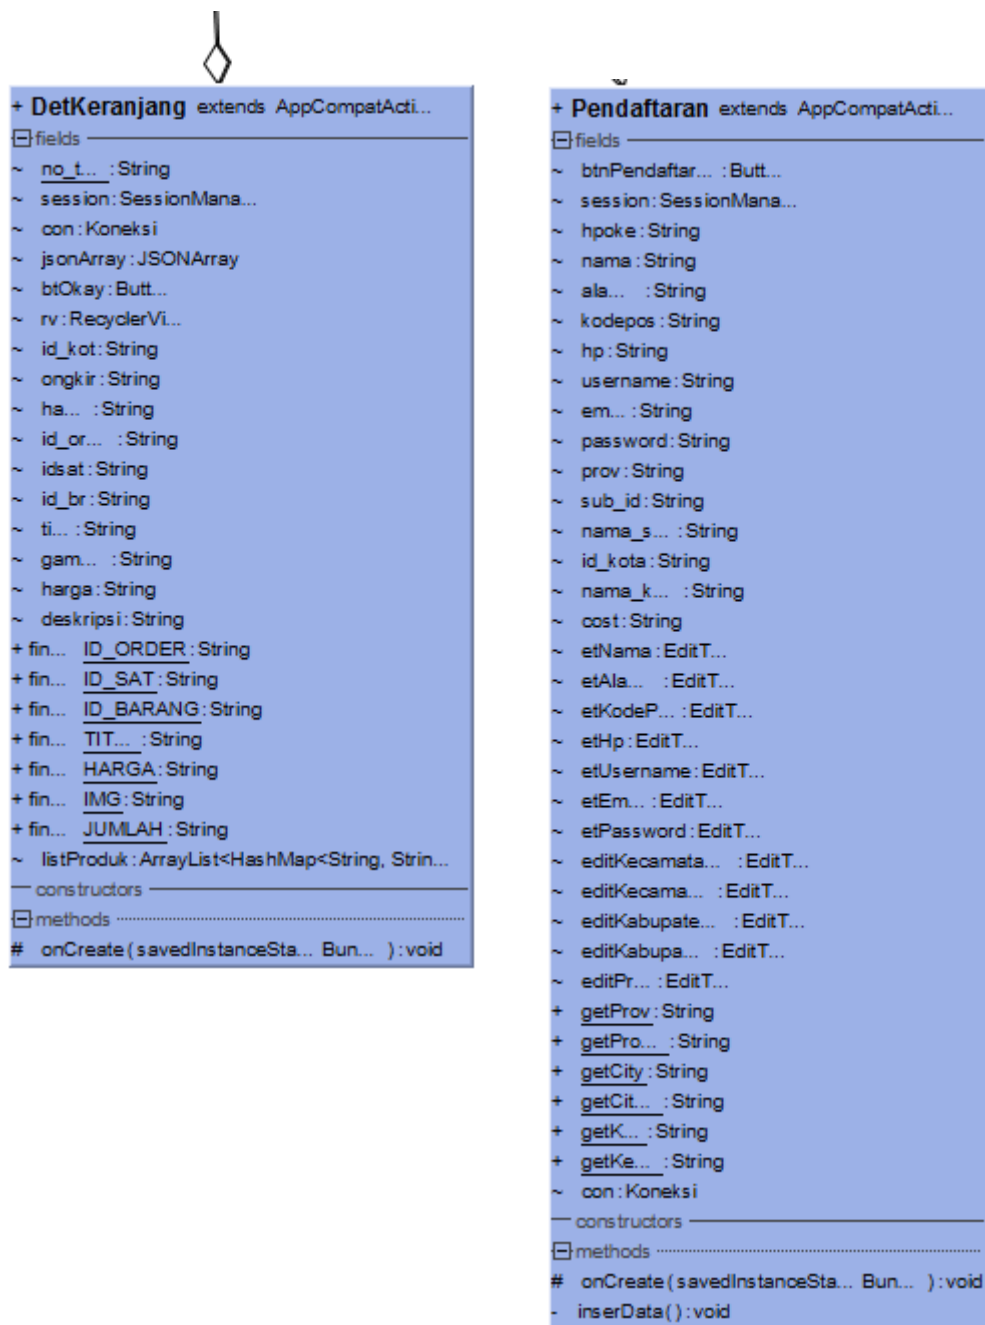 + DetKeranjang extends AppCompatActi...
fields
~ no_t... : String
~ session : SessionMana...
~ con : Koneksi
~ jsonArray : JSONArray
~ btOkay : Butt...
~ rv : RecyclerVi...
~ id_kot : String
~ ongkir : String
~ ha... : String
~ id_or... : String
~ idsat : String
~ id_br : String
~ ti... : String
~ gam... : String
~ harga : String
~ deskripsi : String
+ fin... ID_ORDER : String
+ fin... ID_SAT : String
+ fin... ID_BARANG : String
+ fin... TIT... : String
+ fin... HARGA : String
+ fin... IMG : String
+ fin... JUMLAH : String
~ listProduk : ArrayList<HashMap<String, Strin...
constructors
methods
# onCreate ( savedInstanceSta... Bun... ) : void
+ Pendaftaran extends AppCompatActi...
fields
~ btnPendaftar... : Butt...
~ session : SessionMana...
~ hpoke : String
~ nama : String
~ ala... : String
~ kodepos : String
~ hp : String
~ username : String
~ em... : String
~ password : String
~ prov : String
~ sub_id : String
~ nama_s... : String
~ id_kota : String
~ nama_k... : String
~ cost : String
~ etNama : EditT...
~ etAla... : EditT...
~ etKodeP... : EditT...
~ etHp : EditT...
~ etUsername : EditT...
~ etEm... : EditT...
~ etPassword : EditT...
~ editKecamata... : EditT...
~ editKecama... : EditT...
~ editKabupate... : EditT...
~ editKabupa... : EditT...
~ editPr... : EditT...
+ getProv : String
+ getPro... : String
+ getCity : String
+ getCit... : String
+ getK... : String
+ getKe... : String
~ con : Koneksi
constructors
methods
# onCreate ( savedInstanceSta... Bun... ) : void
- inserData ( ) : void